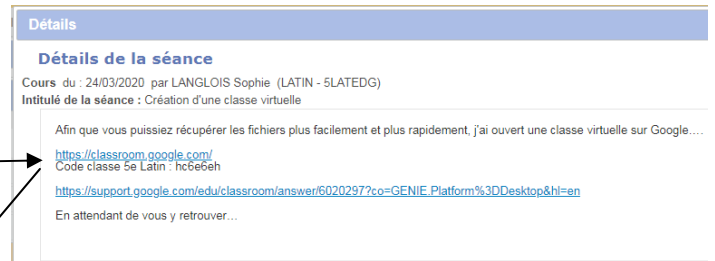 Détails
Détails de la séance
Cours du : 24/03/2020 par LANGLOIS Sophie (LATIN - 5LATEDG)
Intitulé de la séance : Création d'une classe virtuelle
Afin que vous puissiez récupérer les fichiers plus facilement et plus rapidement, j'ai ouvert une classe virtuelle sur Google....
https://classroom.google.com/
Code classe 5e Latin : hc6e6eh
https://support.google.com/edu/classroom/answer/6020297?co=GENIE.Platform%3DDesktop&hl=en
En attendant de vous y retrouver...